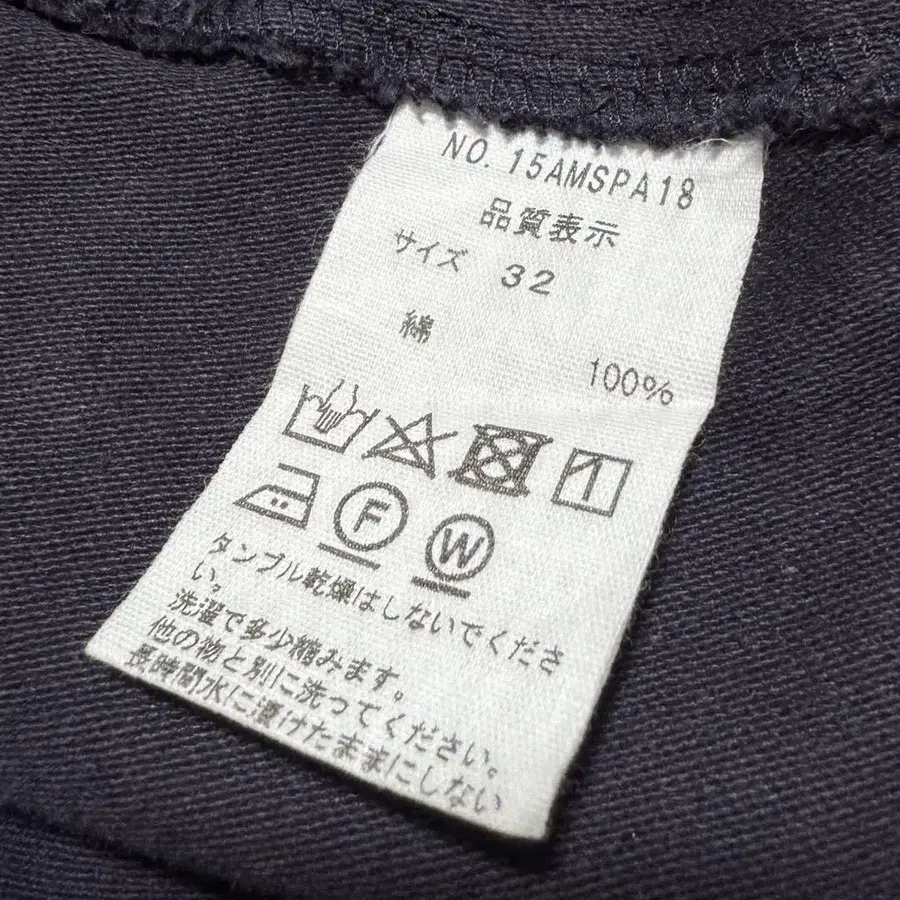 NO. 15AMSPA18
品質表示
サイズ 32
綿 100%
1
F W
タンブル乾燥はしないでくださ
い。
洗濯で多少縮みます。
他の物と別に洗ってください。
長時間水に漬けたままにしない